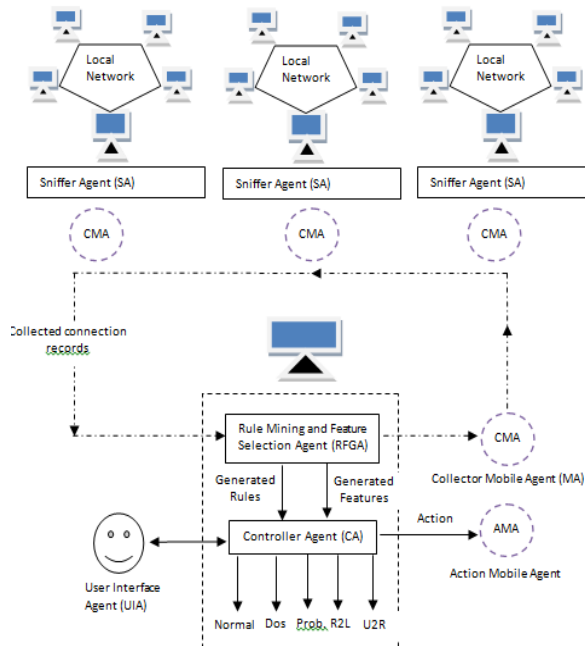 Local
Network
Local
Network
Local
Network
Sniffer Agent (SA)
Sniffer Agent (SA)
Sniffer Agent (SA)
CMA
CMA
CMA
Collected connection
records
Rule Mining and Feature
Selection Agent (RFGA)
CMA
Collector Mobile Agent (MA)
Generated
Rules
Generated
Features
Action
AMA
Controller Agent (CA)
Action Mobile Agent
User Interface
Agent (UIA)
Normal Dos Prob. R2L U2R